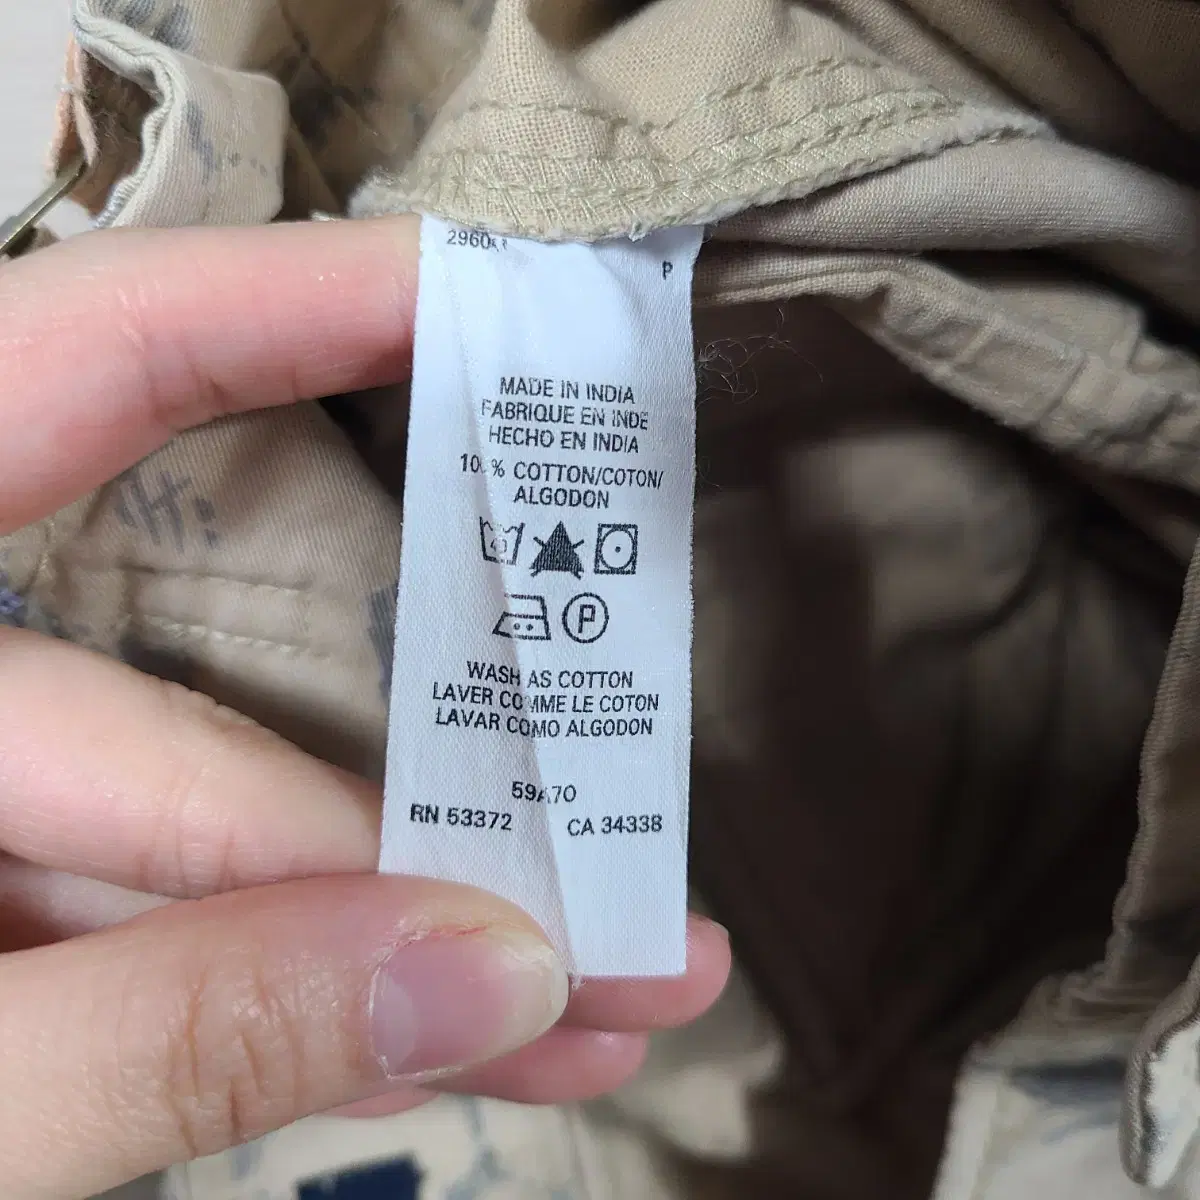 P
MADE IN INDIA
FABRIQUE EN INDE
HECHO EN INDIA
COTTON/COTON/
ALGODON
P
WASH AS COTTON
LAVER COMME LE COTON
LAVAR COMO ALGODON
RN 53372 CA 34338